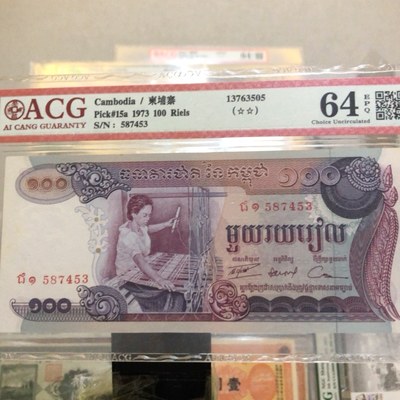 ACG
AI CANG GUARANTY
Cambodia / 柬埔寨
Pick#15a 1973 100 Riels
S/N: 587453
13763505
(☆☆)
64 EPQ
Choice Uncirculated
១០០
ធនាគារជាតិនៃកម្ពុជា
១០០
ជ១ 587453
មួយរយរៀល
ជ១ 587453
១០០